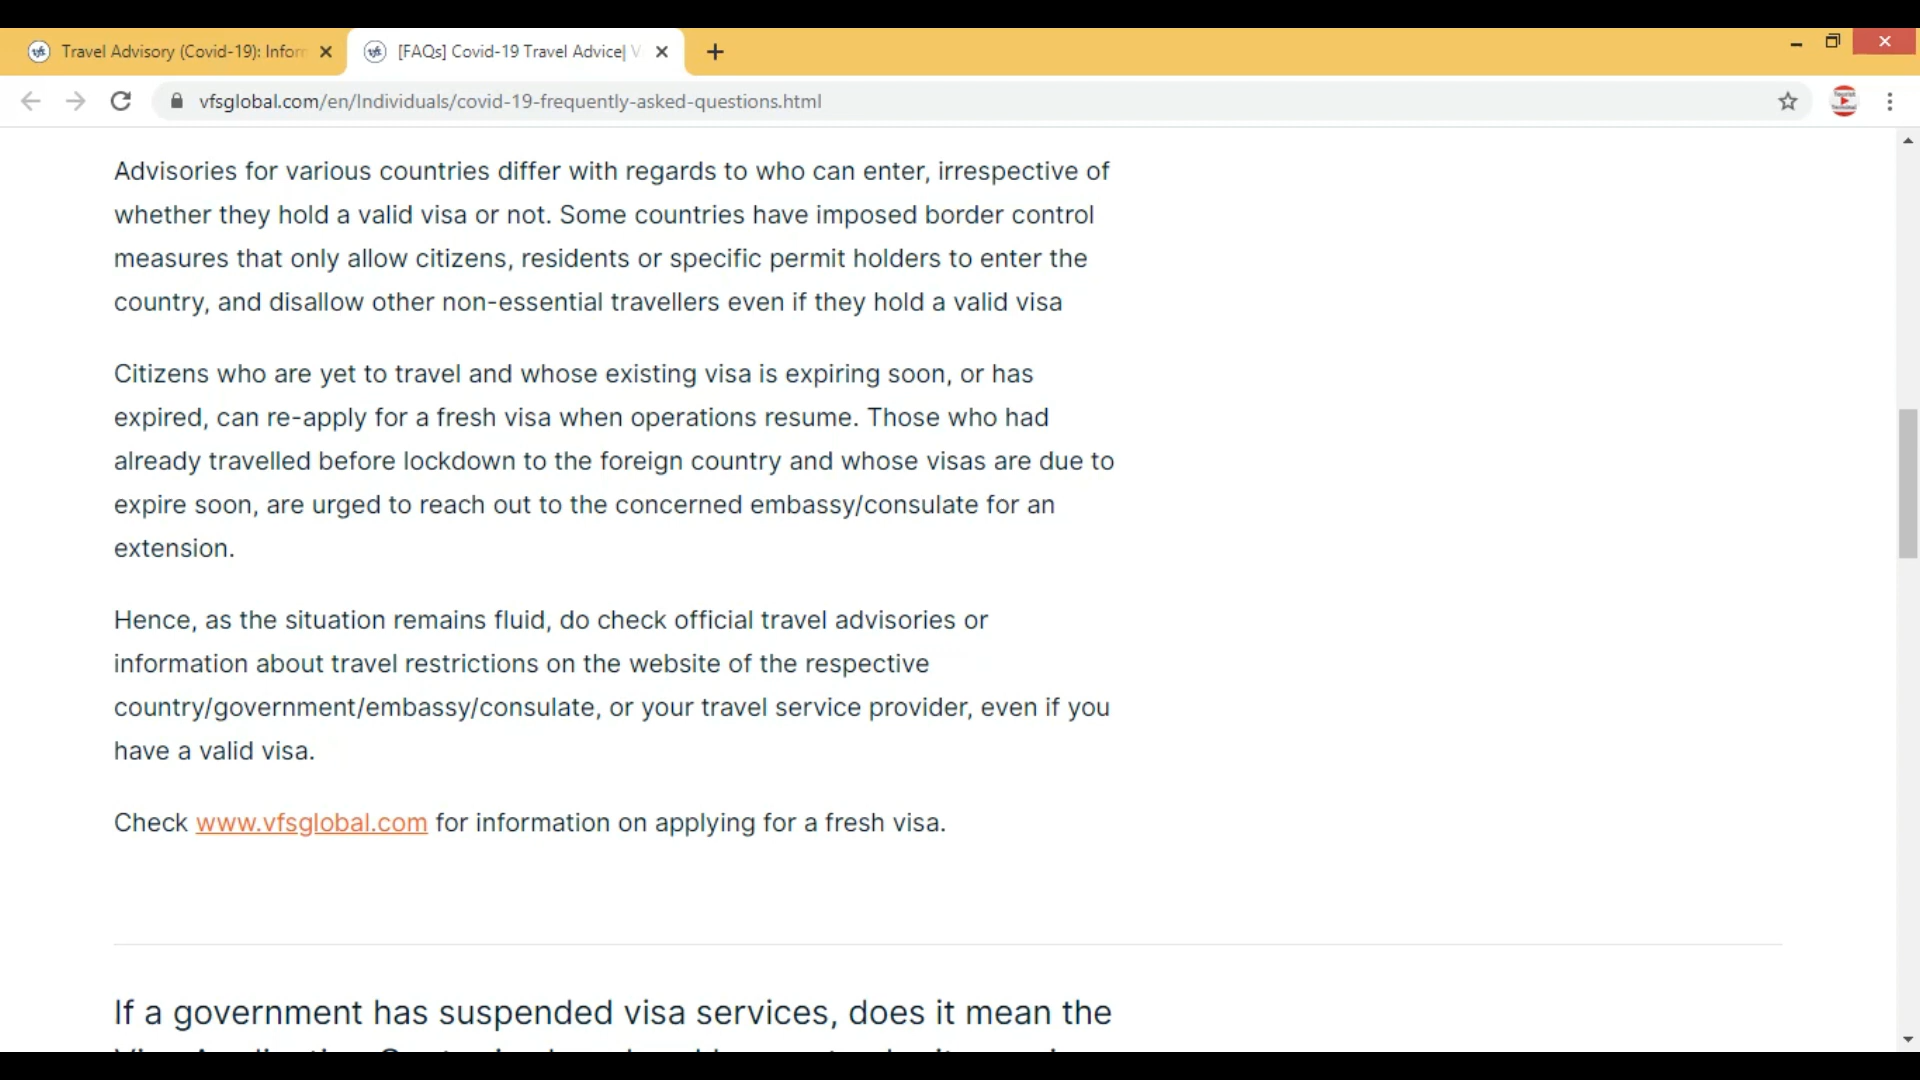 Travel Advisory (Covid-19): Inforr
[FAQs] Covid-19 Travel Advice| V
vfsglobal.com/en/Individuals/covid-19-frequently-asked-questions.html
Advisories for various countries differ with regards to who can enter, irrespective of
whether they hold a valid visa or not. Some countries have imposed border control
measures that only allow citizens, residents or specific permit holders to enter the
country, and disallow other non-essential travellers even if they hold a valid visa
Citizens who are yet to travel and whose existing visa is expiring soon, or has
expired, can re-apply for a fresh visa when operations resume. Those who had
already travelled before lockdown to the foreign country and whose visas are due to
expire soon, are urged to reach out to the concerned embassy/consulate for an
extension.
Hence, as the situation remains fluid, do check official travel advisories or
information about travel restrictions on the website of the respective
country/government/embassy/consulate, or your travel service provider, even if you
have a valid visa.
Check www.vfsglobal.com for information on applying for a fresh visa.
If a government has suspended visa services, does it mean the